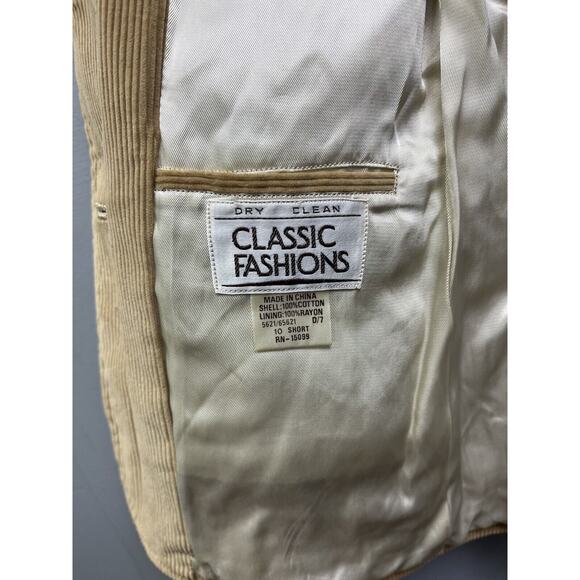 DRY CLEAN
CLASSIC
FASHIONS
MADE IN CHINA
SHELL:100%COTTON
LINING:100%RAYON
5621/65621 D/7
10 SHORT
RN-15099